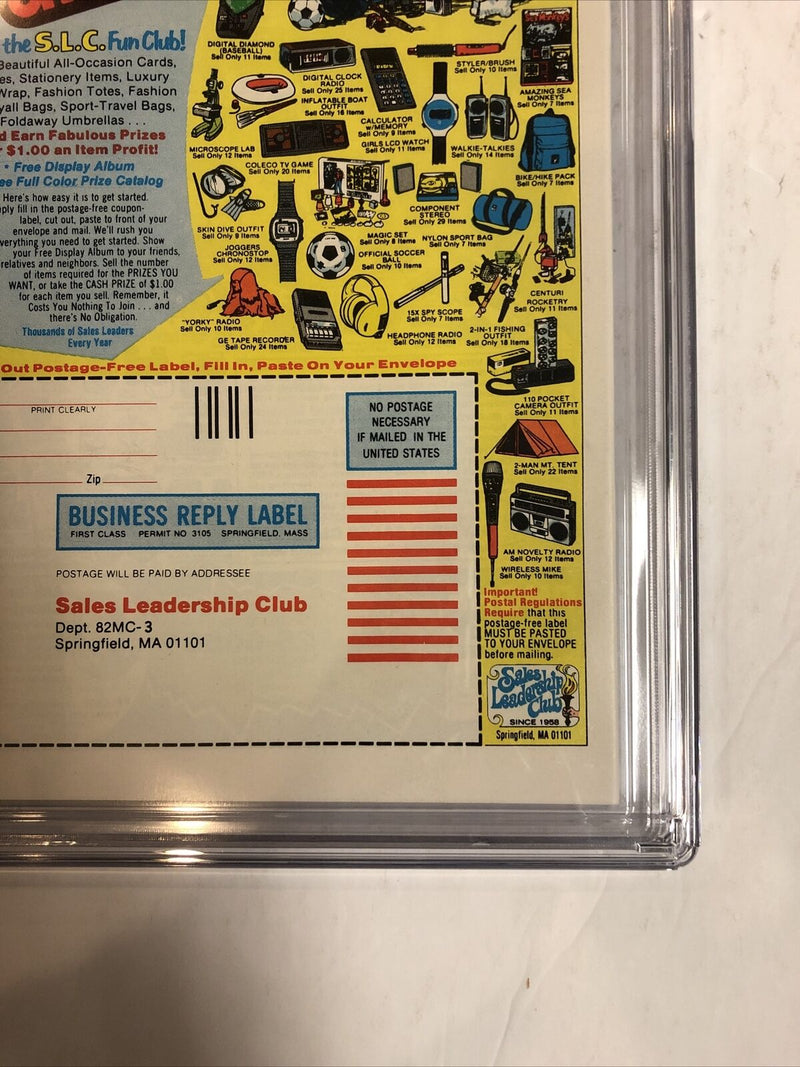 the S.L.C. Fun Club!
Beautiful All-Occasion Cards,
es, Stationery Items, Luxury
Wrap, Fashion Totes, Fashion
yall Bags, Sport-Travel Bags,
Foldaway Umbrellas . . .
d Earn Fabulous Prizes
$1.00 an Item Profit!
• Free Display Album
ee Full Color Prize Catalog
Here's how easy it is to get started.
ply fill in the postage-free coupon-
label, cut out, paste to front of your
envelope and mail. We'll rush you
verything you need to get started. Show
your Free Display Album to your friends,
relatives and neighbors. Sell the number
of items required for the PRIZES YOU
WANT, or take the CASH PRIZE of $1.00
for each item you sell. Remember, it
Costs You Nothing To Join . . . and
there's No Obligation.
Thousands of Sales Leaders
Every Year
DIGITAL DIAMOND
(BASEBALL)
Sell Only 11 Items
DIGITAL CLOCK
RADIO
Sell Only 25 Items
STYLER/BRUSH
Sell Only 10 Items
AMAZING SEA
MONKEYS
Sell Only 7 Items
INFLATABLE BOAT
OUTFIT
Sell Only 16 Items
CALCULATOR
w/MEMORY
Sell Only 9 Items
MICROSCOPE LAB
Sell Only 12 Items
GIRLS LCD WATCH
Sell Only 11 Items
WALKIE-TALKIES
Sell Only 14 Items
COLECO TV GAME
Sell Only 20 Items
BIKE/HIKE PACK
Sell Only 7 Items
COMPONENT
STEREO
Sell Only 29 Items
SKIN DIVE OUTFIT
Sell Only 9 Items
MAGIC SET
Sell Only 8 Items
NYLON SPORT BAG
Sell Only 7 Items
JOGGERS
CHRONOSTOP
Sell Only 12 Items
OFFICIAL SOCCER
BALL
Sell Only 10 Items
CENTURI
ROCKETRY
Sell Only 11 Items
"YORKY" RADIO
Sell Only 10 Items
15X SPY SCOPE
Sell Only 7 Items
GE TAPE RECORDER
Sell Only 24 Items
HEADPHONE RADIO
Sell Only 12 Items
2-IN-1 FISHING
OUTFIT
Sell Only 18 Items
110 POCKET
CAMERA OUTFIT
Sell Only 11 Items
2-MAN MT. TENT
Sell Only 22 Items
AM NOVELTY RADIO
Sell Only 12 Items
WIRELESS MIKE
Sell Only 10 Items
Out Postage-Free Label, Fill In, Paste On Your Envelope
PRINT CLEARLY
Zip
NO POSTAGE
NECESSARY
IF MAILED IN THE
UNITED STATES
BUSINESS REPLY LABEL
FIRST CLASS PERMIT NO 3105 SPRINGFIELD, MASS
POSTAGE WILL BE PAID BY ADDRESSEE
Sales Leadership Club
Dept. 82MC-3
Springfield, MA 01101
Important!
Postal Regulations
Require that this
postage-free label
MUST BE PASTED
TO YOUR ENVELOPE
before mailing.
Sales
Leadership
Club
SINCE 1958
Springfield, MA 01101